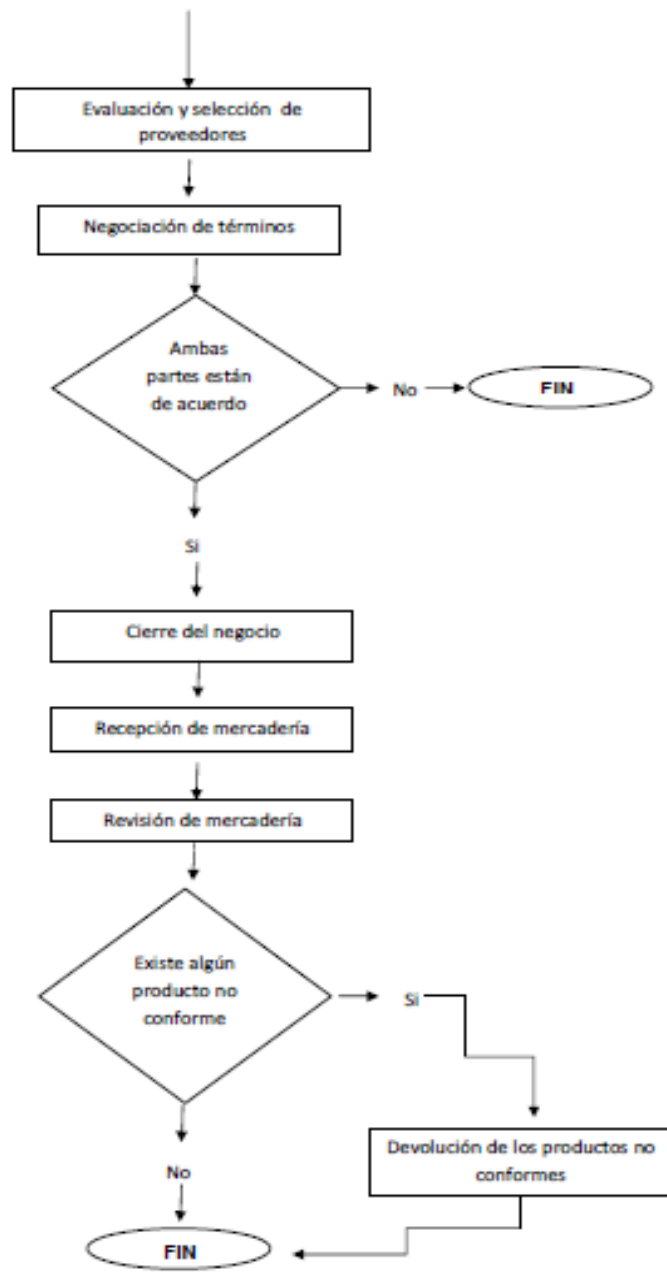 Evaluación y selección de
proveedores
Negociación de términos
Ambas
partes están
de acuerdo
No
FIN
Si
Cierre del negocio
Recepción de mercadería
Revisión de mercadería
Existe algún
producto no
conforme
Si
Devolución de los productos no
conformes
No
FIN